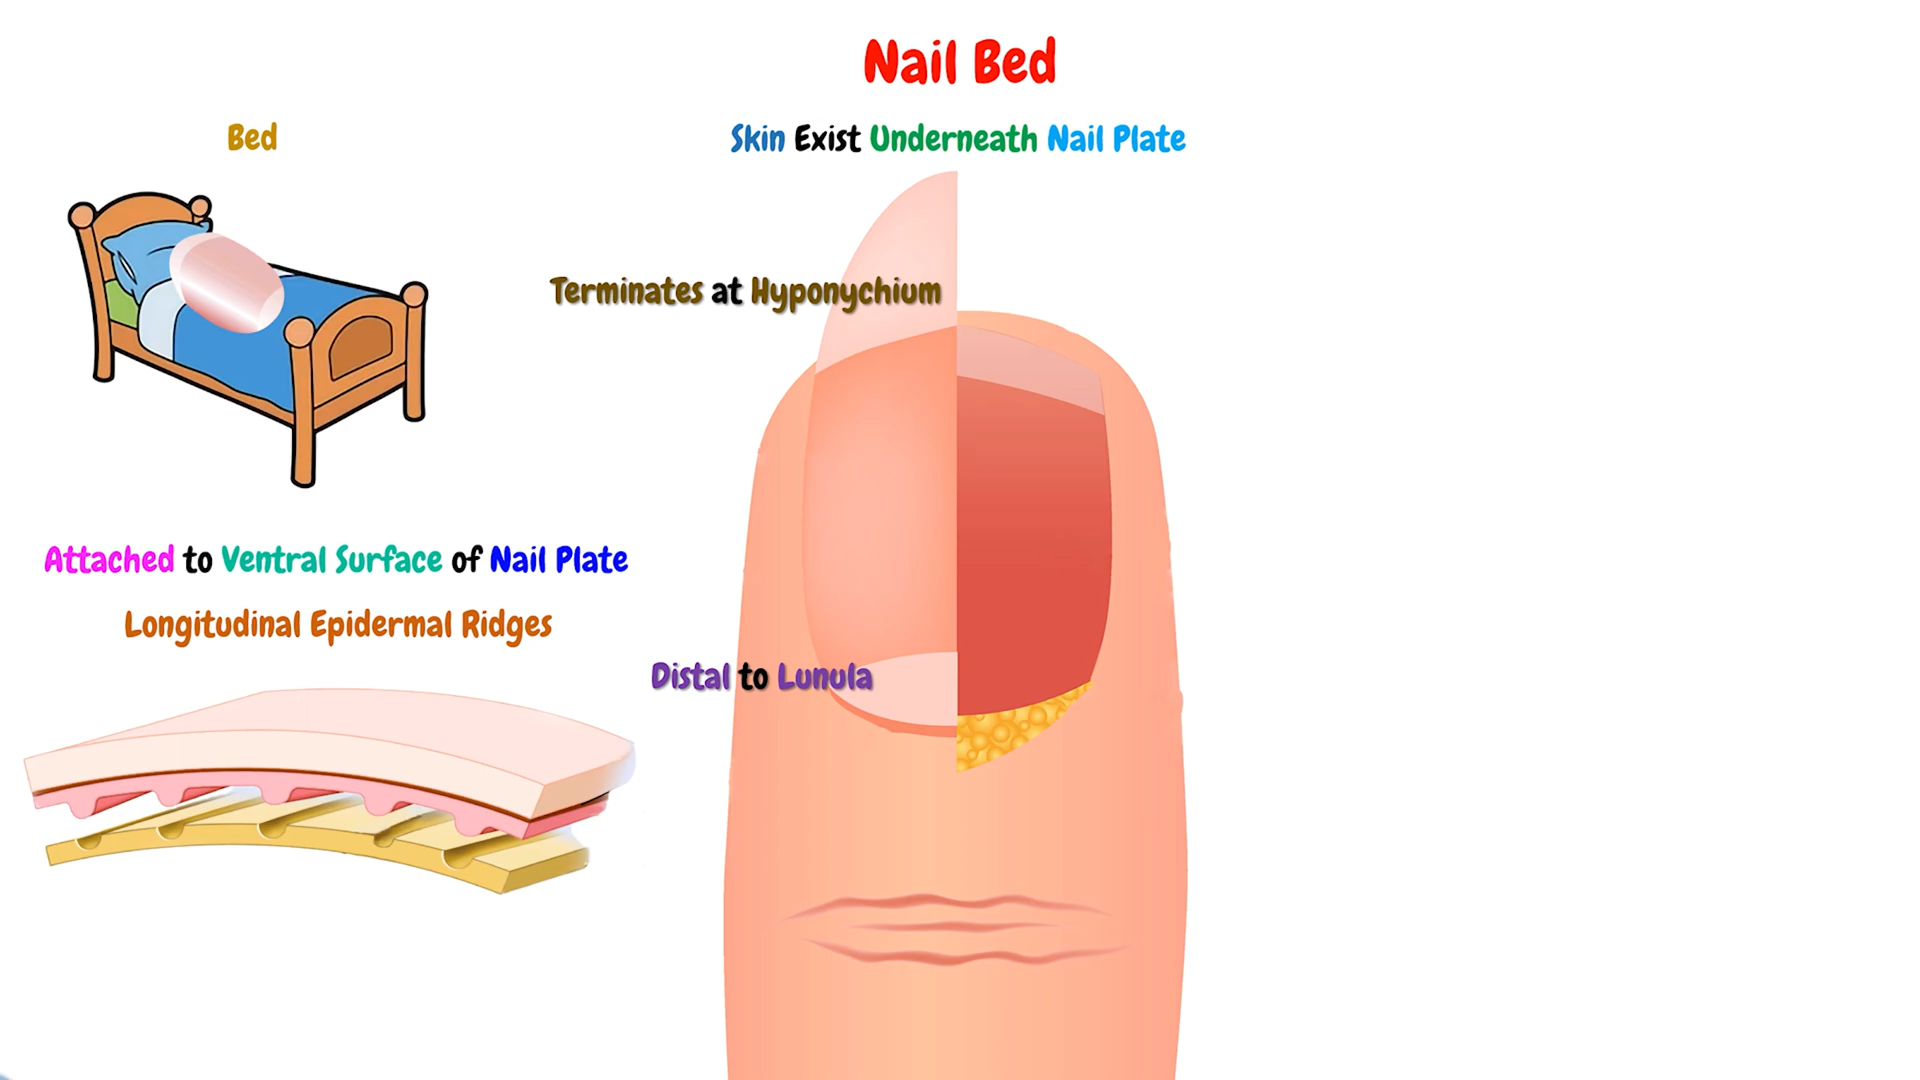 Nail Bed
Bed
Skin Exist Underneath Nail Plate
Terminates at Hyponychium
Attached to Ventral Surface of Nail Plate
Longitudinal Epidermal Ridges
Distal to Lunula